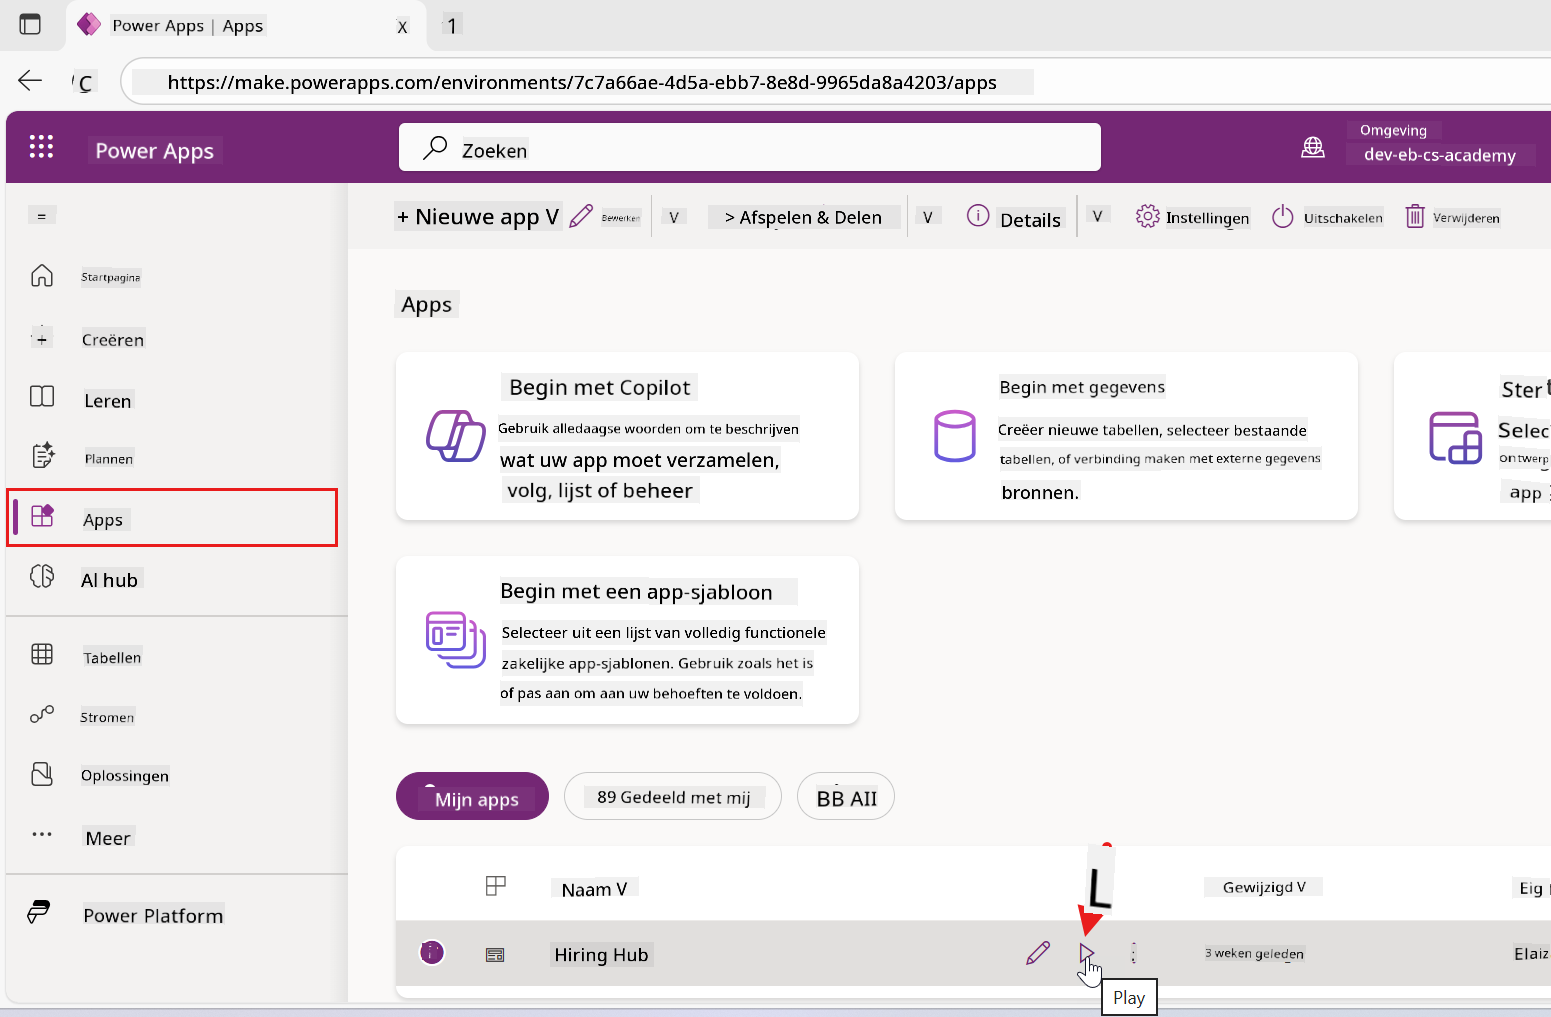 Power Apps | Apps
X
1
C
https://make.powerapps.com/environments/7c7a66ae-4d5a-ebb7-8e8d-9965da8a4203/apps
Power Apps
Zoeken
Omgeving
dev-eb-cs-academy
=
+ Nieuwe app V
Bewerken
V
> Afspelen & Delen
V
Details
V
Instellingen
Uitschakelen
Verwijderen
Startpagina
+ Creëren
Leren
Plannen
Apps
AI hub
Tabellen
Stromen
Oplossingen
Meer
Power Platform
Apps
Begin met Copilot
Gebruik alledaagse woorden om te beschrijven
wat uw app moet verzamelen,
volg, lijst of beheer
Begin met gegevens
Creëer nieuwe tabellen, selecteer bestaande
tabellen, of verbinding maken met externe gegevens
bronnen.
Ster
Selec
ontwerp
app
Begin met een app-sjabloon
Selecteer uit een lijst van volledig functionele
zakelijke app-sjablonen. Gebruik zoals het is
of pas aan om aan uw behoeften te voldoen.
Mijn apps
89 Gedeeld met mij
BB All
Naam V
L
Gewijzigd V
Eig
Hiring Hub
3 weken geleden
Elaiz
Play